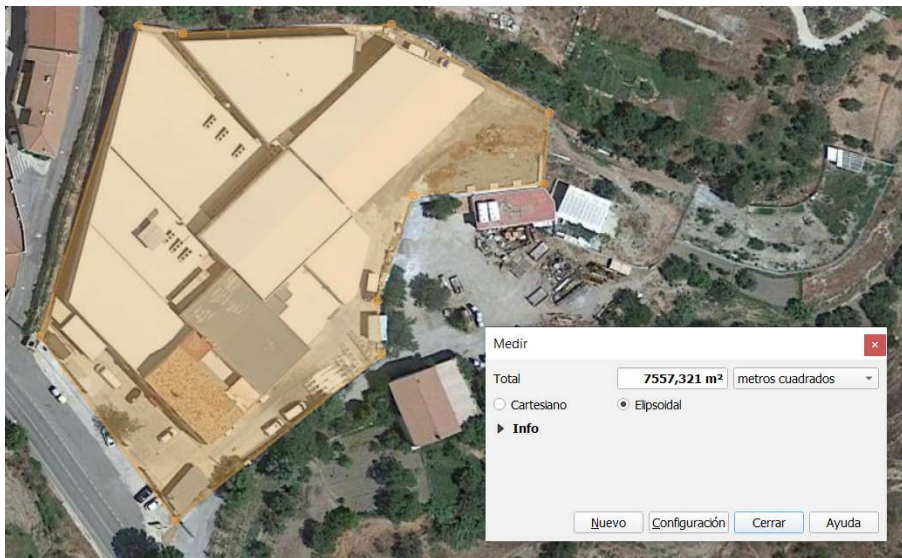 Medir
Total 7557,321 m² metros cuadrados
Cartesiano Elipsoidal
Info
Nuevo Configuración Cerrar Ayuda